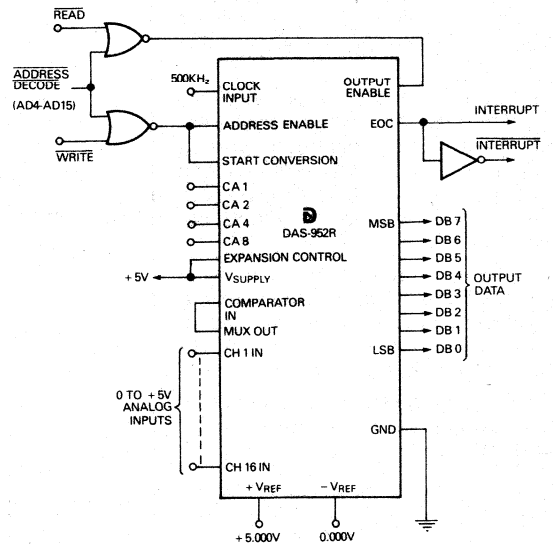 READ
ADDRESS
DECODE
(AD4-AD15)
WRITE
500KHz
CLOCK
INPUT
OUTPUT
ENABLE
ADDRESS ENABLE
EOC
INTERRUPT
INTERRUPT
START CONVERSION
CA 1
CA 2
CA 4
CA 8
DAS-952R
EXPANSION CONTROL
+5V
VSUPPLY
COMPARATOR
IN
MUX OUT
CH 1 IN
0 TO +5V
ANALOG
INPUTS
CH 16 IN
MSB
DB 7
DB 6
DB 5
DB 4
DB 3
DB 2
DB 1
LSB
DB 0
OUTPUT
DATA
GND
+ VREF
- VREF
+5.000V
0.000V